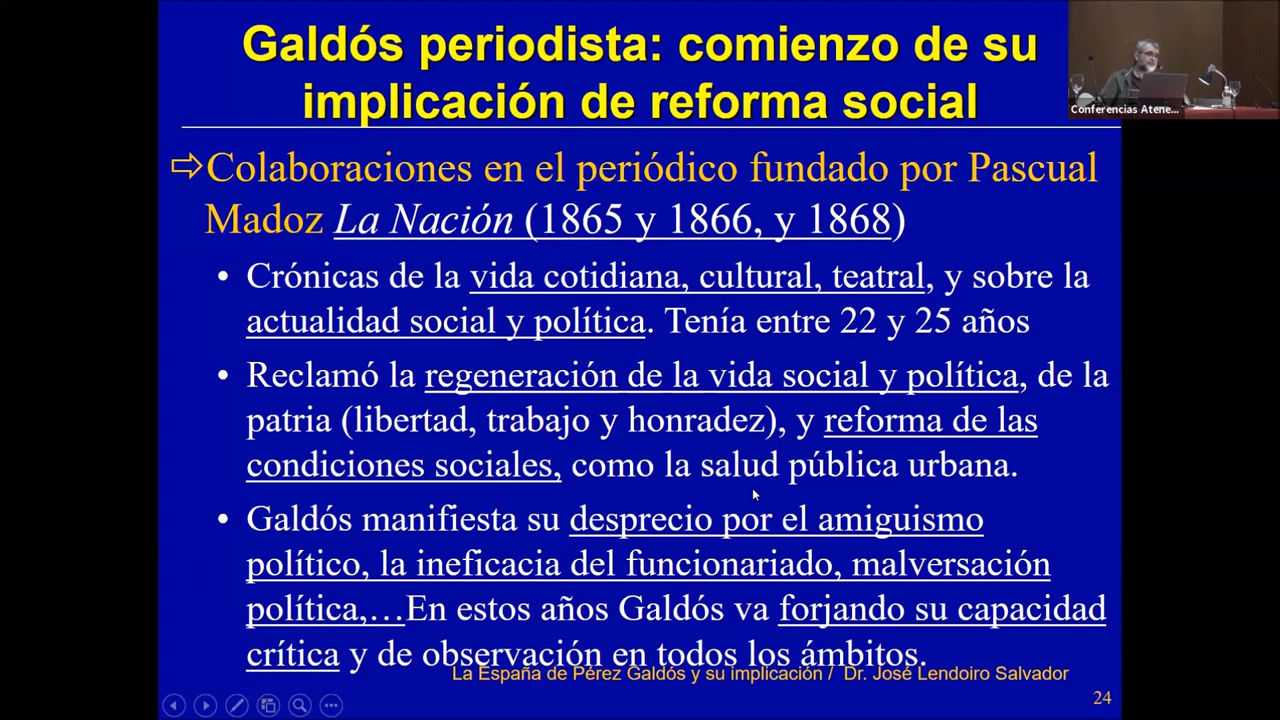 Galdós periodista: comienzo de su
implicación de reforma social
Conferencias Atene...
⇨Colaboraciones en el periódico fundado por Pascual
Madoz La Nación (1865 y 1866, y 1868)
• Crónicas de la vida cotidiana, cultural, teatral, y sobre la
actualidad social y política. Tenía entre 22 y 25 años
• Reclamó la regeneración de la vida social y política, de la
patria (libertad, trabajo y honradez), y reforma de las
condiciones sociales, como la salud pública urbana.
• Galdós manifiesta su desprecio por el amiguismo
político, la ineficacia del funcionariado, malversación
política,…En estos años Galdós va forjando su capacidad
crítica y de observación en todos los ámbitos.
La España de Pérez Galdós y su implicación / Dr. José Lendoiro Salvador
24